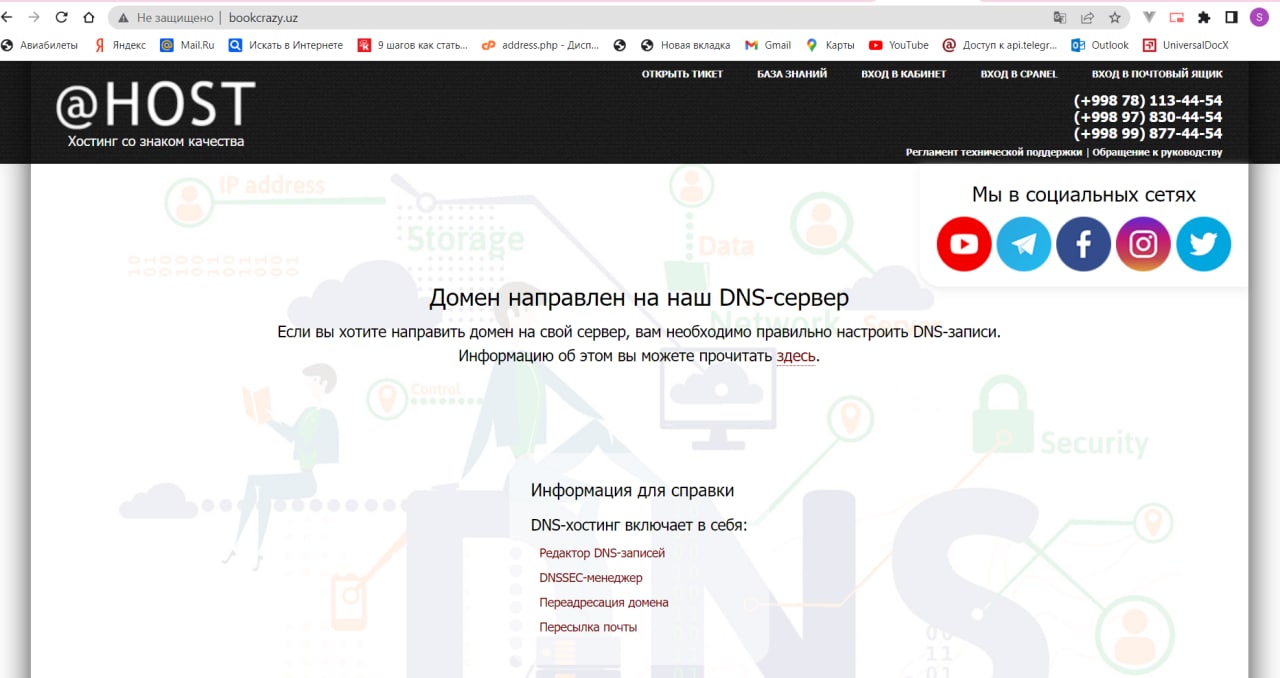 Не защищено | bookcrazy.uz
S
Авиабилеты
Я Яндекс
@ Mail.Ru
Искать в Интернете
9 шагов как стать...
cP address.php - Дисп...
Новая вкладка
Gmail
Карты
YouTube
@ Доступ к api.telegr...
Outlook
UniversalDocX
ОТКРЫТЬ ТИКЕТ
БАЗА ЗНАНИЙ
ВХОД В КАБИНЕТ
ВХОД В CPANEL
ВХОД В ПОЧТОВЫЙ ЯЩИК
@HOST
Хостинг со знаком качества
(+998 78) 113-44-54
(+998 97) 830-44-54
(+998 99) 877-44-54
Регламент технической поддержки | Обращение к руководству
Мы в социальных сетях
IP address
Storage
Data
Network
Домен направлен на наш DNS-сервер
Если вы хотите направить домен на свой сервер, вам необходимо правильно настроить DNS-записи.
Информацию об этом вы можете прочитать здесь.
Control
Security
DNS
Информация для справки
DNS-хостинг включает в себя:
Редактор DNS-записей
DNSSEC-менеджер
Переадресация домена
Пересылка почты